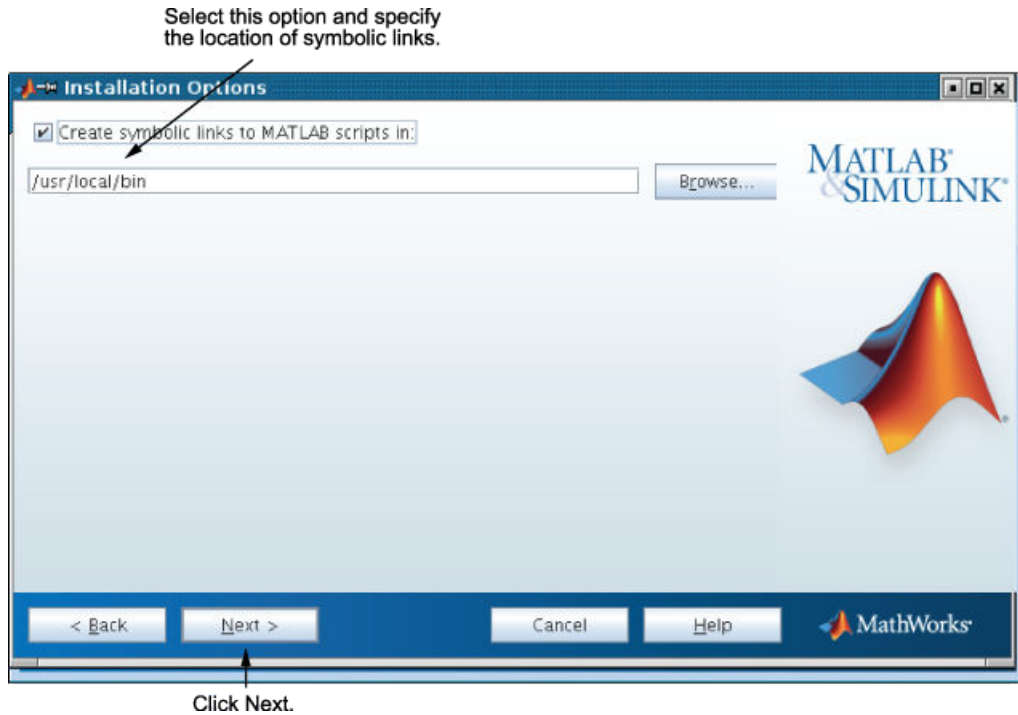 Select this option and specify
the location of symbolic links.
Installation Options
Create symbolic links to MATLAB scripts in:
/usr/local/bin
Browse...
MATLAB®
&SIMULINK®
< Back
Next >
Cancel
Help
MathWorks®
Click Next.